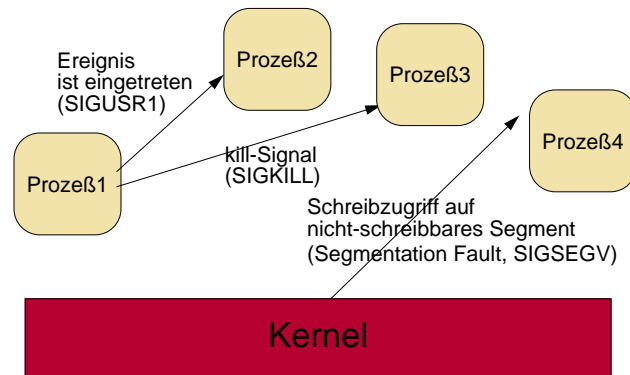 Ereignis
ist eingetreten
(SIGUSR1)
Prozeß2
Prozeß3
Prozeß1
kill-Signal
(SIGKILL)
Prozeß4
Schreibzugriff auf
nicht-schreibbares Segment
(Segmentation Fault, SIGSEGV)
Kernel